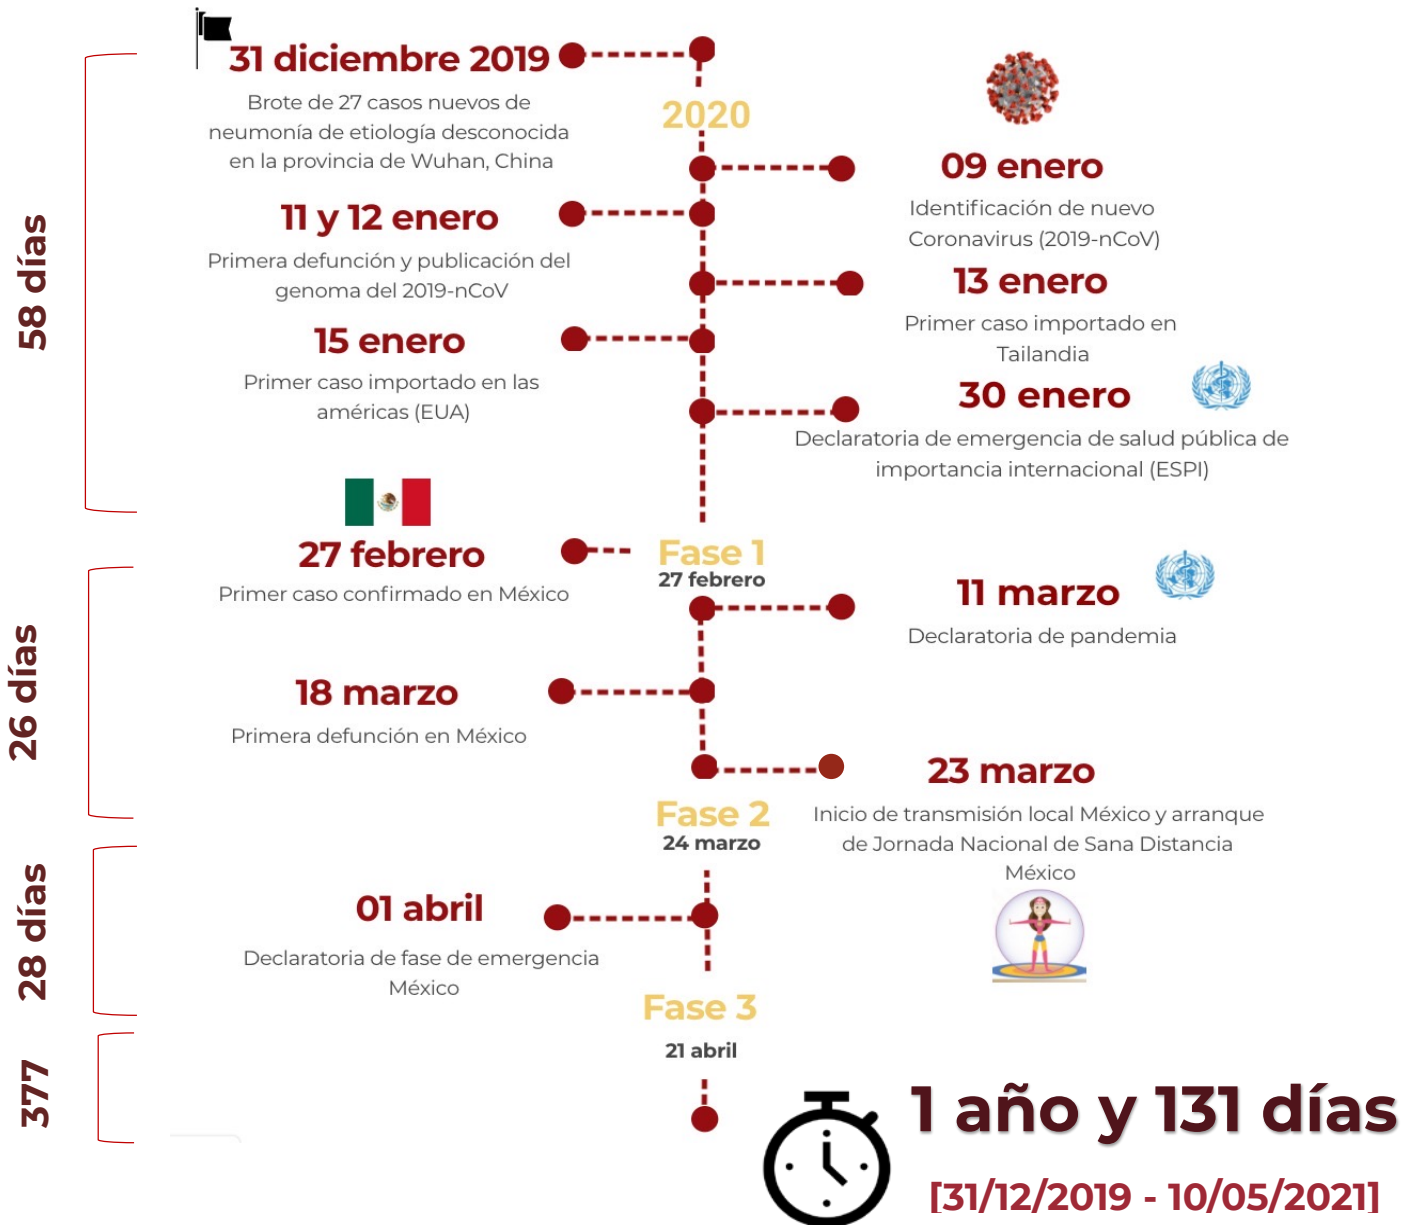 31 diciembre 2019
Brote de 27 casos nuevos de
neumonía de etiología desconocida
en la provincia de Wuhan, China
2020
09 enero
Identificación de nuevo
Coronavirus (2019-nCoV)
11 y 12 enero
Primera defunción y publicación del
genoma del 2019-nCoV
13 enero
Primer caso importado en
Tailandia
15 enero
Primer caso importado en las
américas (EUA)
30 enero
Declaratoria de emergencia de salud pública de
importancia internacional (ESPI)
58 días
27 febrero
Primer caso confirmado en México
Fase 1
27 febrero
11 marzo
Declaratoria de pandemia
18 marzo
Primera defunción en México
26 días
23 marzo
Inicio de transmisión local México y arranque
de Jornada Nacional de Sana Distancia
México
Fase 2
24 marzo
01 abril
Declaratoria de fase de emergencia
México
28 días
Fase 3
21 abril
377
1 año y 131 días
[31/12/2019 - 10/05/2021]